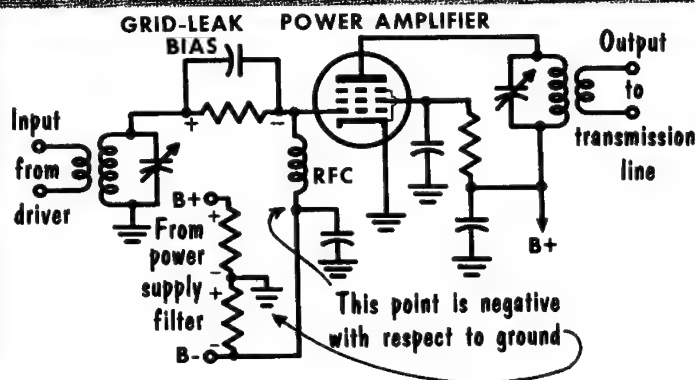 GRID-LEAK
BIAS
POWER AMPLIFIER
Output
to
transmission
line
Input
from
driver
+
-
RFC
B+
+
From
power
supply
filter
-
+
-
B-
B+
This point is negative
with respect to ground